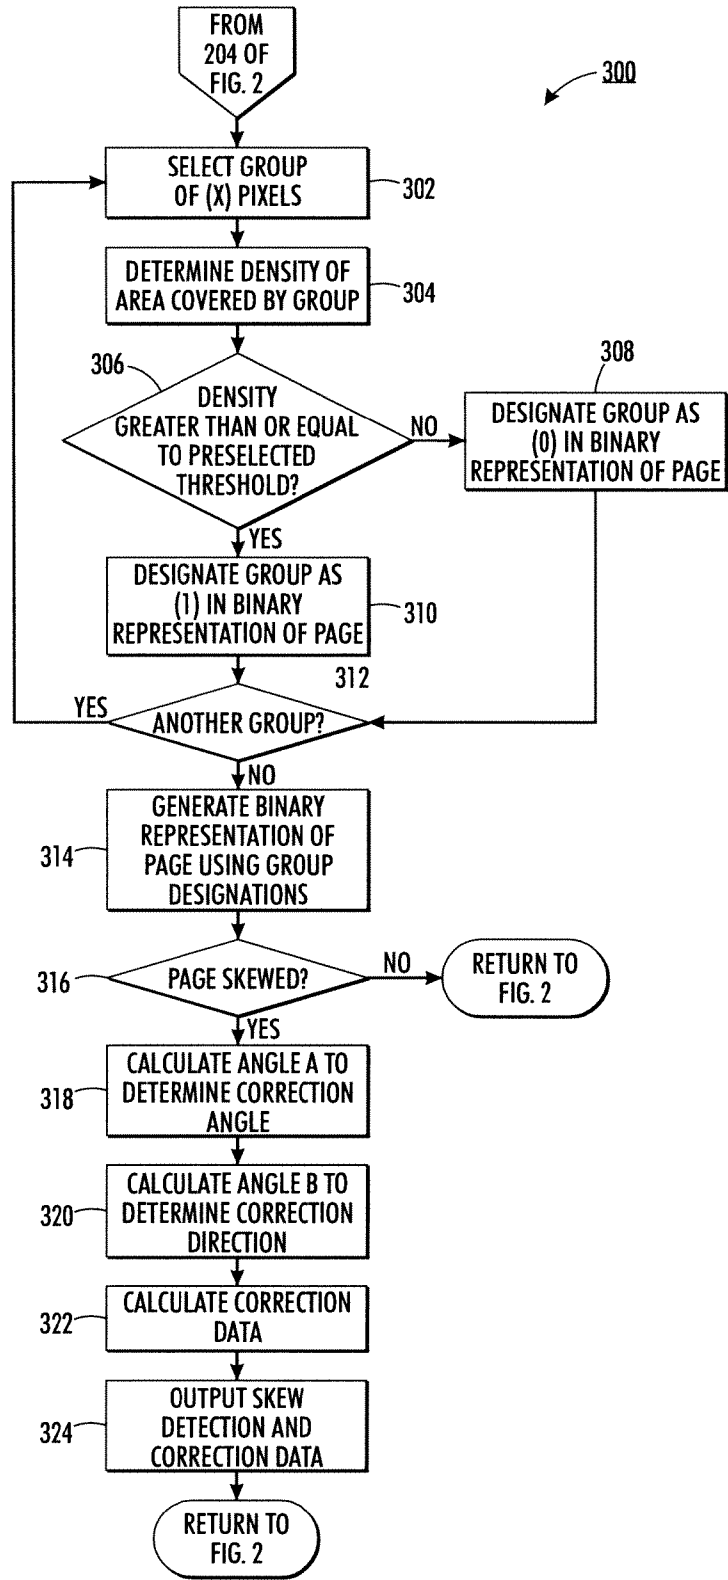 FROM
204 OF
FIG. 2
300
SELECT GROUP
OF (X) PIXELS
302
DETERMINE DENSITY OF
AREA COVERED BY GROUP
304
306
DENSITY
GREATER THAN OR EQUAL
TO PRESELECTED
THRESHOLD?
NO
308
DESIGNATE GROUP AS
(0) IN BINARY
REPRESENTATION OF PAGE
YES
DESIGNATE GROUP AS
(1) IN BINARY
REPRESENTATION OF PAGE
310
312
YES
ANOTHER GROUP?
NO
GENERATE BINARY
REPRESENTATION OF
PAGE USING GROUP
DESIGNATIONS
314
316
PAGE SKEWED?
NO
RETURN TO
FIG. 2
YES
CALCULATE ANGLE A TO
DETERMINE CORRECTION
ANGLE
318
CALCULATE ANGLE B TO
DETERMINE CORRECTION
DIRECTION
320
CALCULATE CORRECTION
DATA
322
OUTPUT SKEW
DETECTION AND
CORRECTION DATA
324
RETURN TO
FIG. 2